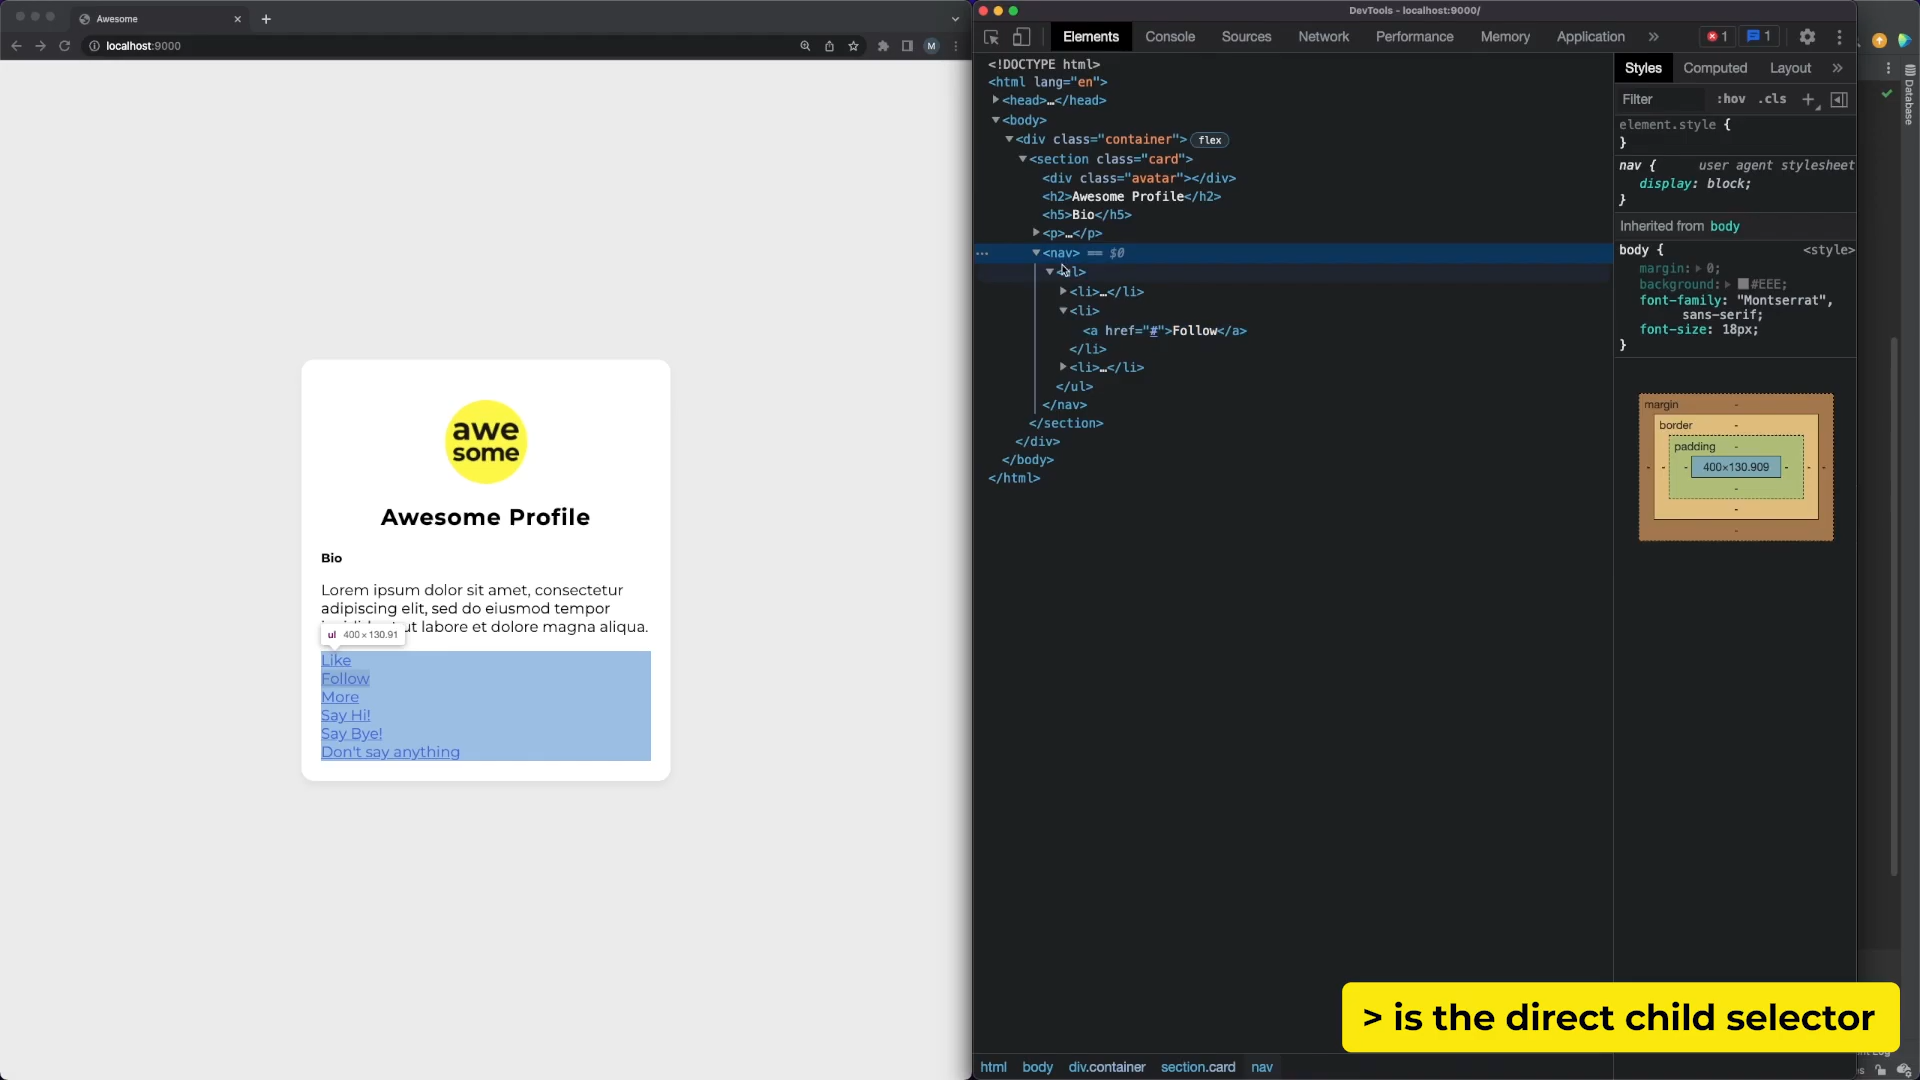 Awesome
localhost:9000
M
awe
some
Awesome Profile
Bio
Lorem ipsum dolor sit amet, consectetur
adipiscing elit, sed do eiusmod tempor
ut labore et dolore magna aliqua.
ul 400 × 130.91
Like
Follow
More
Say Hi!
Say Bye!
Don't say anything
DevTools - localhost:9000/
Elements Console Sources Network Performance Memory Application » 1 1
<!DOCTYPE html>
<html lang="en">
<head>…</head>
<body>
<div class="container"> flex
<section class="card">
<div class="avatar"></div>
<h2>Awesome Profile</h2>
<h5>Bio</h5>
<p>…</p>
<nav> == $0
<ul>
<li>…</li>
<li>
<a href="#">Follow</a>
</li>
<li>…</li>
</ul>
</nav>
</section>
</div>
</body>
</html>
html body div.container section.card nav
Styles Computed Layout »
Filter :hov .cls +
element.style {
}
nav { user agent stylesheet
display: block;
}
Inherited from body
body { <style>
margin: 0;
background: #EEE;
font-family: "Montserrat",
sans-serif;
font-size: 18px;
}
margin -
border -
padding -
- - - 400×130.909 - - -
-
-
-
Database
> is the direct child selector